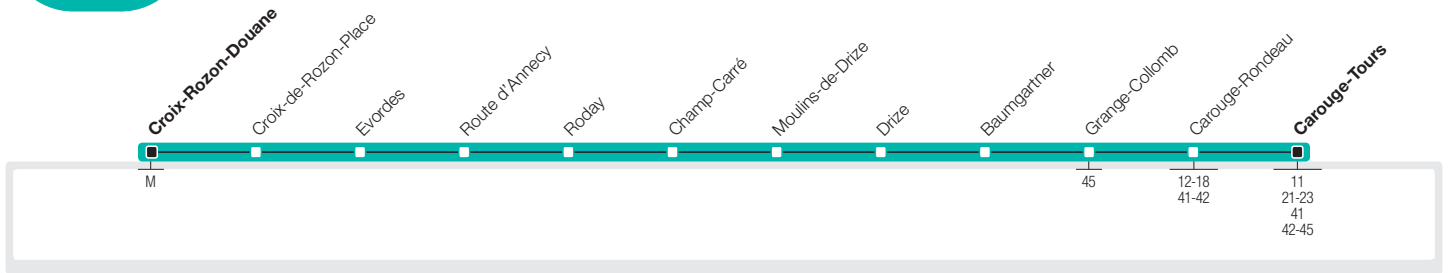 Croix-Rozon-Douane
Croix-de-Rozon-Place
Evordes
Route d'Annecy
Roday
Champ-Carré
Moulins-de-Drize
Drize
Baumgartner
Grange-Collomb
Carouge-Rondeau
Carouge-Tours
M
45
12-18
41-42
11
21-23
41
42-45